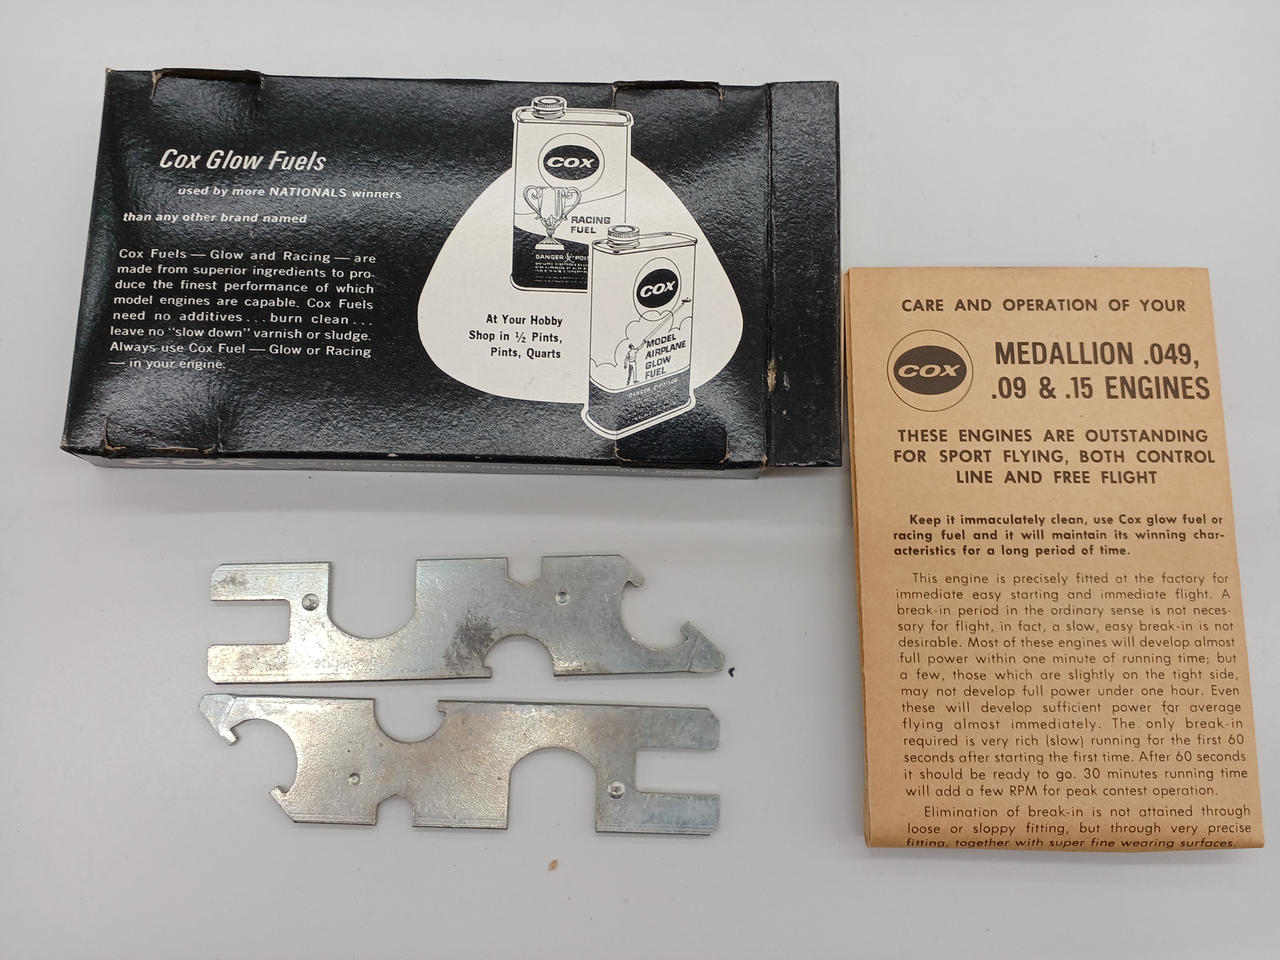 Cox Glow Fuels
used by more NATIONALS winners
than any other brand named
Cox Fuels — Glow and Racing — are
made from superior ingredients to pro-
duce the finest performance of which
model engines are capable. Cox Fuels
need no additives . . . burn clean . . .
leave no "slow down" varnish or sludge.
Always use Cox Fuel — Glow or Racing
— in your engine.
COX
RACING
FUEL
DANGER
COX
MODEL
AIRPLANE
GLOW
FUEL
At Your Hobby
Shop in ½ Pints,
Pints, Quarts
COX
THE STANDARD OF PRECISION
CARE AND OPERATION OF YOUR
COX
MEDALLION .049,
.09 & .15 ENGINES
THESE ENGINES ARE OUTSTANDING
FOR SPORT FLYING, BOTH CONTROL
LINE AND FREE FLIGHT
Keep it immaculately clean, use Cox glow fuel or
racing fuel and it will maintain its winning char-
acteristics for a long period of time.
This engine is precisely fitted at the factory for
immediate easy starting and immediate flight. A
break-in period in the ordinary sense is not neces-
sary for flight, in fact, a slow, easy break-in is not
desirable. Most of these engines will develop almost
full power within one minute of running time; but
a few, those which are slightly on the tight side,
may not develop full power under one hour. Even
these will develop sufficient power for average
flying almost immediately. The only break-in
required is very rich (slow) running for the first 60
seconds after starting the first time. After 60 seconds
it should be ready to go. 30 minutes running time
will add a few RPM for peak contest operation.
Elimination of break-in is not attained through
loose or sloppy fitting, but through very precise
fitting, together with super fine wearing surfaces.